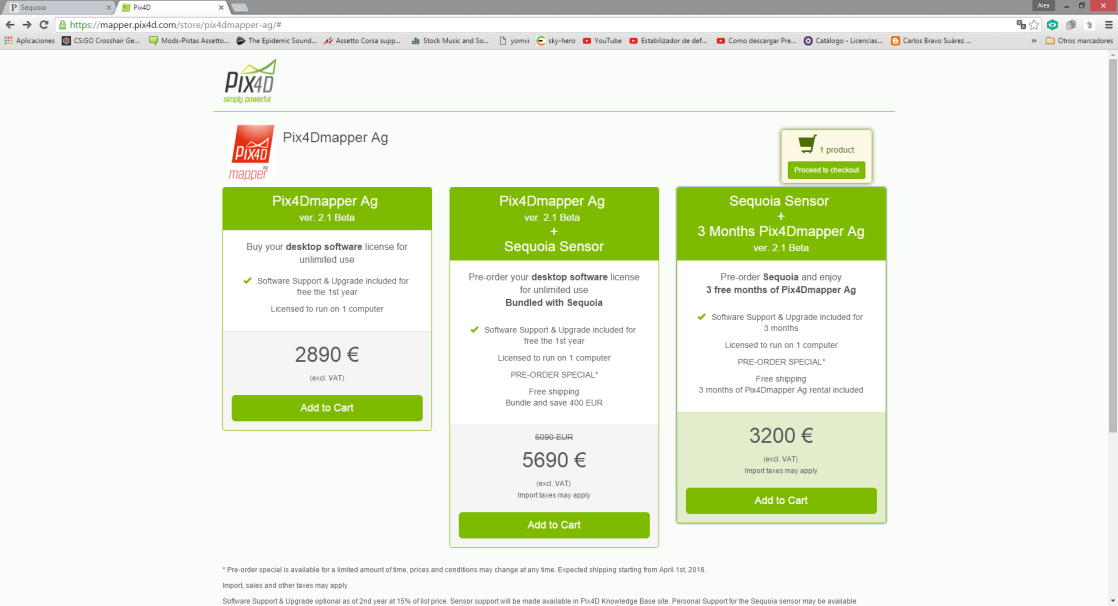 Sequoia
Pix4D
Alex
https://mapper.pix4d.com/store/pix4dmapper-ag/#
Aplicaciones
CS:GO Crosshair Ge...
Mods-Pistas Assetto...
The Epidemic Sound...
Assetto Corsa supp...
Stock Music and So...
yomvi
sky-hero
YouTube
Estabilizador de def...
Como descargar Pre...
Catálogo - Licencias...
Carlos Bravo Suárez ...
»
Otros marcadores
PIX4D
simply powerful
PIX4D
mapper
ag
Pix4Dmapper Ag
1 product
Proceed to checkout
Pix4Dmapper Ag
ver. 2.1 Beta
Buy your desktop software license for
unlimited use
Software Support & Upgrade included for
free the 1st year
Licensed to run on 1 computer
2890 €
(excl. VAT)
Add to Cart
Pix4Dmapper Ag
ver. 2.1 Beta
+
Sequoia Sensor
Pre-order your desktop software license
for unlimited use
Bundled with Sequoia
Software Support & Upgrade included for
free the 1st year
Licensed to run on 1 computer
PRE-ORDER SPECIAL*
Free shipping
Bundle and save 400 EUR
6090 EUR
5690 €
(excl. VAT)
Import taxes may apply
Add to Cart
Sequoia Sensor
+
3 Months Pix4Dmapper Ag
ver. 2.1 Beta
Pre-order Sequoia and enjoy
3 free months of Pix4Dmapper Ag
Software Support & Upgrade included for
3 months
Licensed to run on 1 computer
PRE-ORDER SPECIAL*
Free shipping
3 months of Pix4Dmapper Ag rental included
3200 €
(excl. VAT)
Import taxes may apply
Add to Cart
* Pre-order special is available for a limited amount of time, prices and conditions may change at any time. Expected shipping starting from April 1st, 2016.
Import, sales and other taxes may apply
Software Support & Upgrade optional as of 2nd year at 15% of list price. Sensor support will be made available in Pix4D Knowledge Base site. Personal Support for the Sequoia sensor may be available